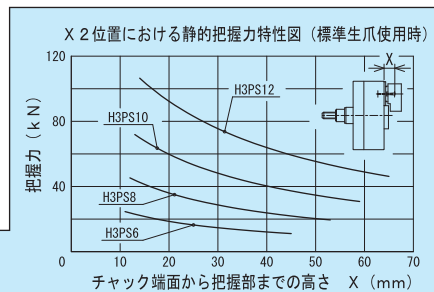 X2位置における静的把握力特性図(標準生爪使用時)
把握力(kN)
120
80
40
0
X
H3PS12
H3PS10
H3PS8
H3PS6
10 20 30 40 50 60 70
チャック端面から把握部までの高さ X (mm)